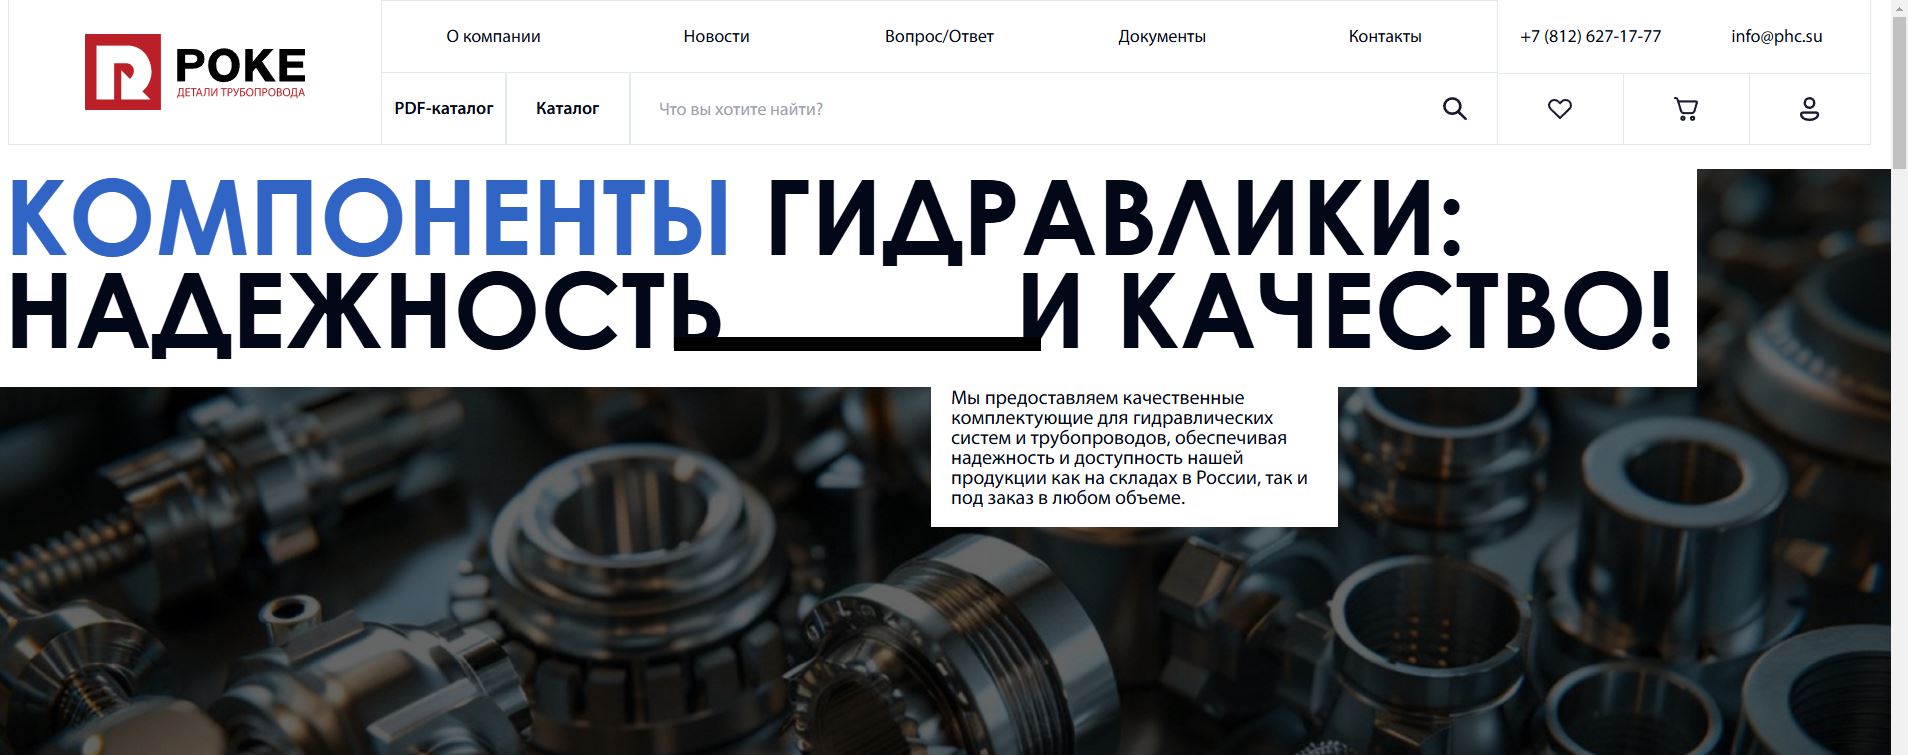 О компании Новости Вопрос/Ответ Документы Контакты +7 (812) 627-17-77 info@phc.su
РОКЕ
ДЕТАЛИ ТРУБОПРОВОДА
PDF-каталог Каталог Что вы хотите найти?
КОМПОНЕНТЫ ГИДРАВЛИКИ:
НАДЕЖНОСТЬ И КАЧЕСТВО!
Мы предоставляем качественные
комплектующие для гидравлических
систем и трубопроводов, обеспечивая
надежность и доступность нашей
продукции как на складах в России, так и
под заказ в любом объеме.